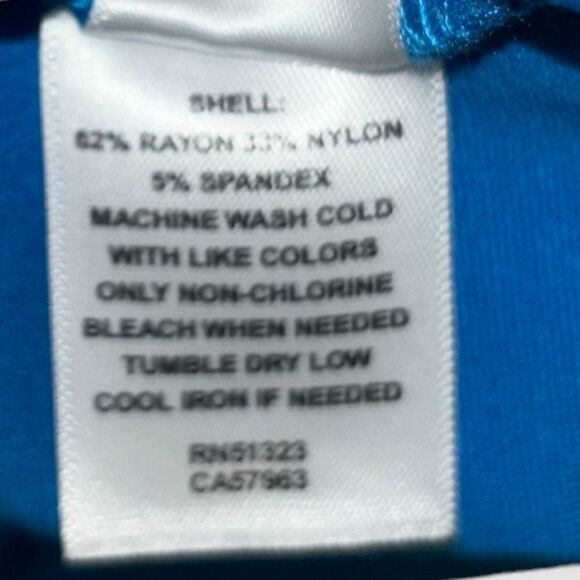 SHELL:
62% RAYON 33% NYLON
5% SPANDEX
MACHINE WASH COLD
WITH LIKE COLORS
ONLY NON-CHLORINE
BLEACH WHEN NEEDED
TUMBLE DRY LOW
COOL IRON IF NEEDED
RN51323
CA57963